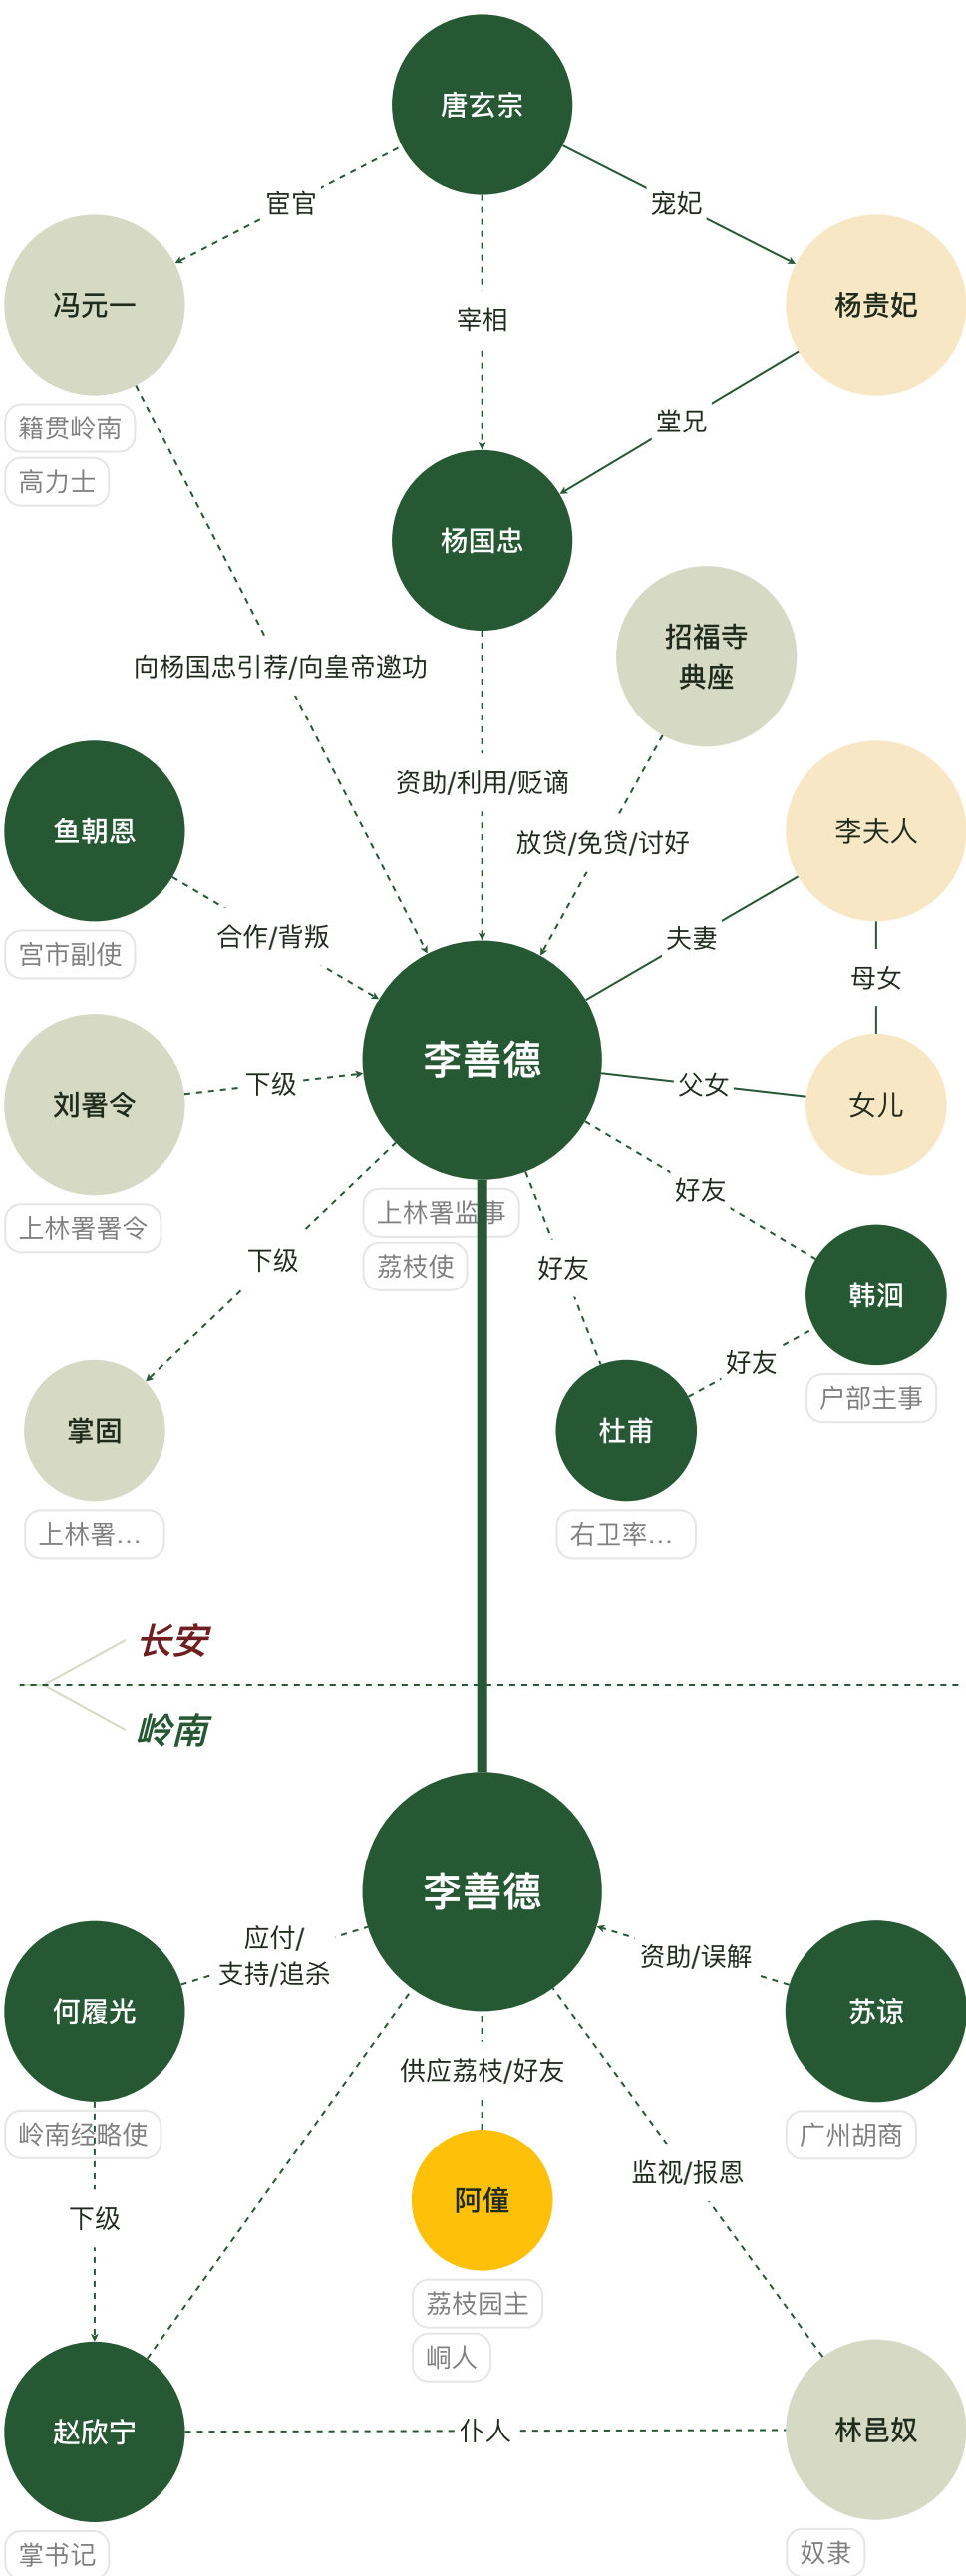 唐玄宗
宦官
宠妃
冯元一
宰相
杨贵妃
籍贯岭南
堂兄
高力士
杨国忠
招福寺
典座
向杨国忠引荐/向皇帝邀功
资助/利用/贬谪
鱼朝恩
李夫人
放贷/免贷/讨好
宫市副使
合作/背叛
夫妻
母女
李善德
刘署令
下级
父女
女儿
上林署署令
上林署监事
好友
荔枝使
下级
好友
韩洄
户部主事
好友
掌固
杜甫
上林署...
右卫率...
长安
岭南
李善德
应付/
支持/追杀
资助/误解
何履光
苏谅
岭南经略使
供应荔枝/好友
广州胡商
监视/报恩
下级
阿僮
荔枝园主
峒人
赵欣宁
仆人
林邑奴
掌书记
奴隶